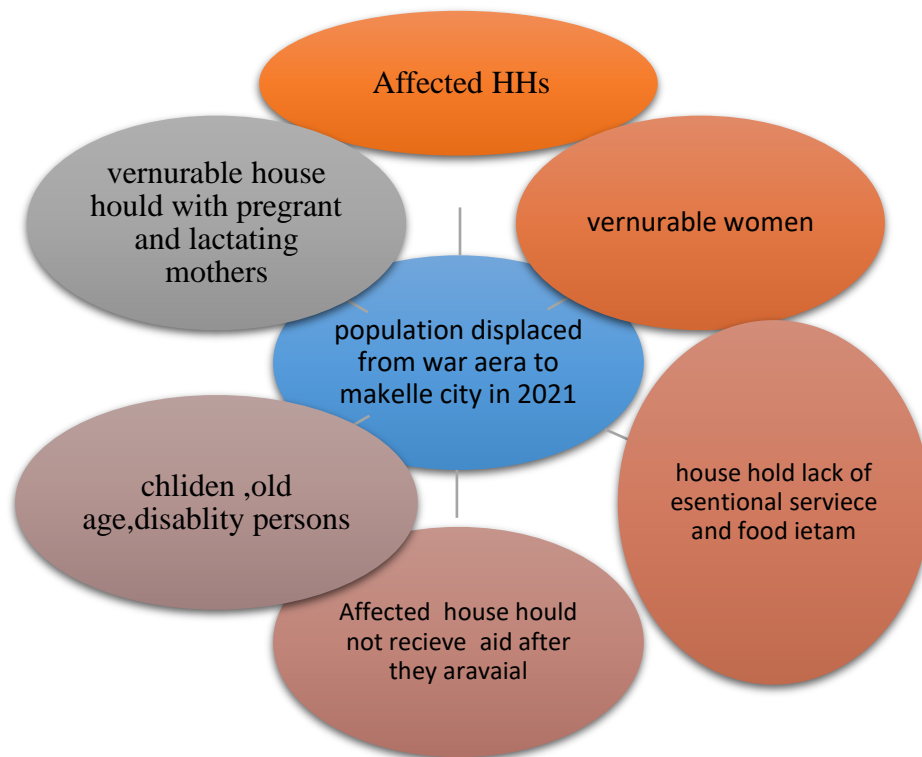 Affected HHs
vernurable house
hould with pregrant
and lactating
mothers
vernurable women
population displaced
from war aera to
makelle city in 2021
house hold lack of
esentional serviece
and food ietam
chliden ,old
age,disablity persons
Affected house hould
not recieve aid after
they aravaial